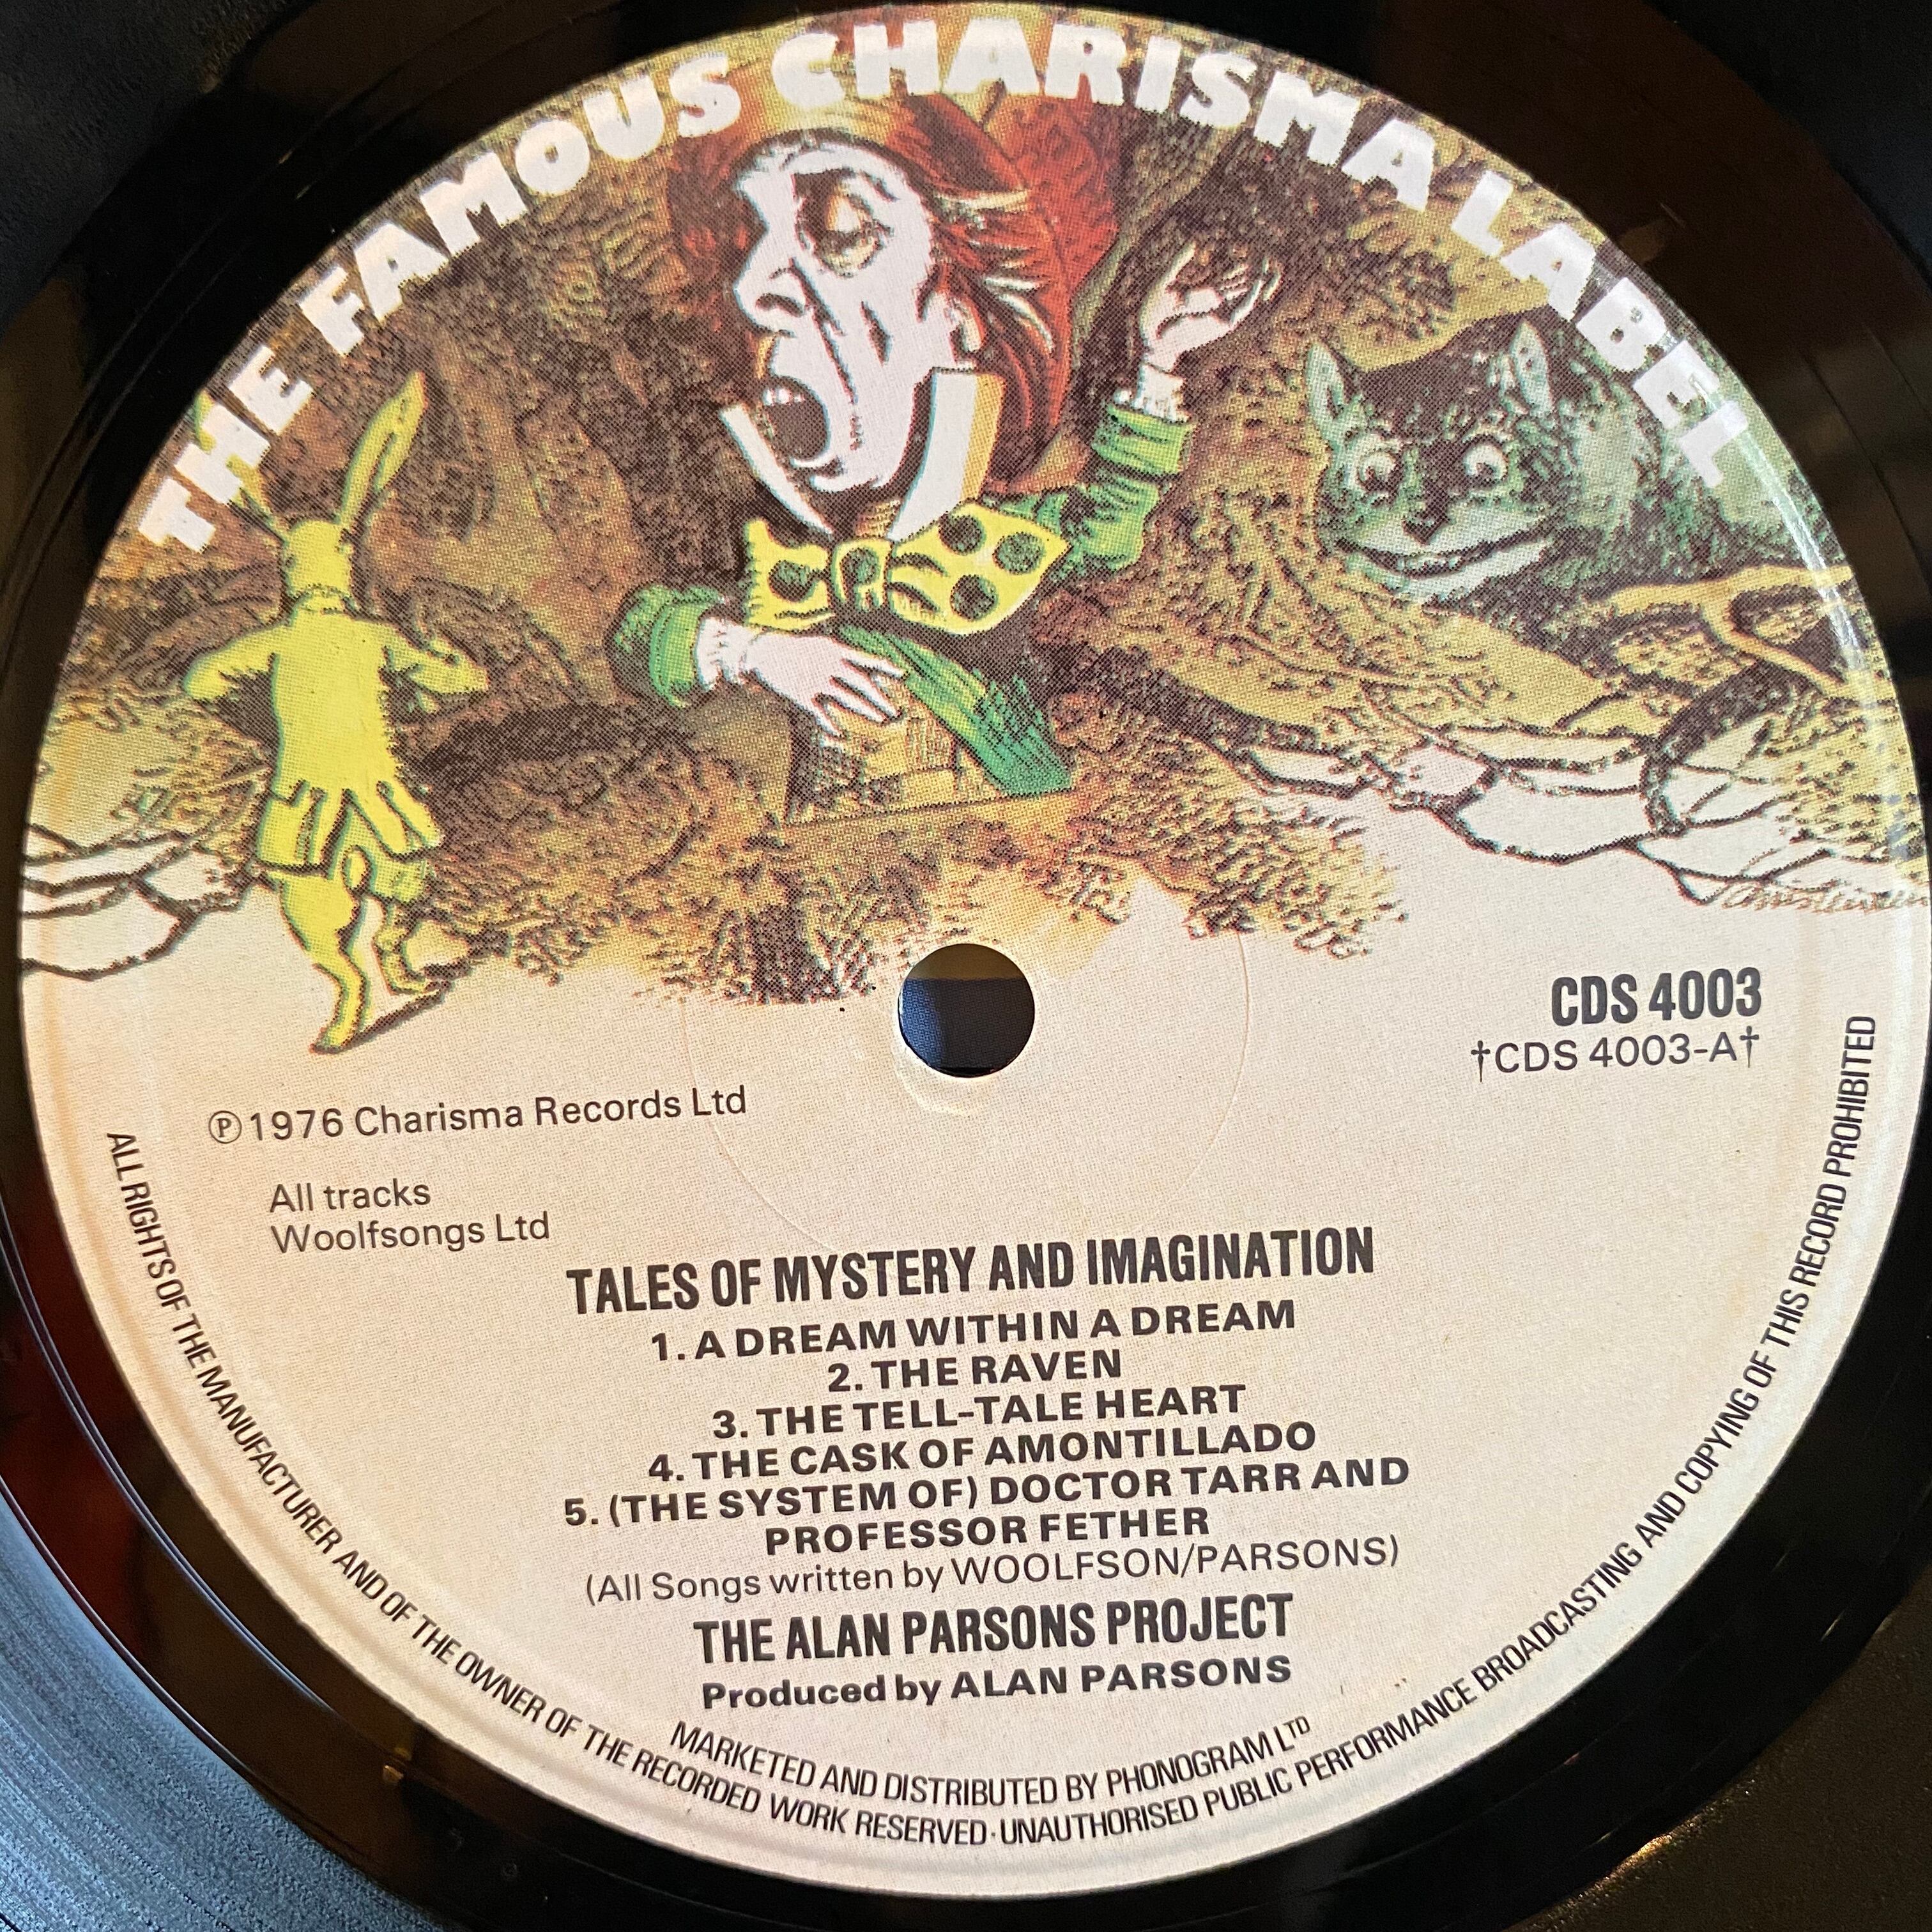 THE FAMOUS CHARISMA LABEL
CDS 4003
†CDS 4003-A†
Ⓟ1976 Charisma Records Ltd
All tracks
Woolfsongs Ltd
TALES OF MYSTERY AND IMAGINATION
1. A DREAM WITHIN A DREAM
2. THE RAVEN
3. THE TELL-TALE HEART
4. THE CASK OF AMONTILLADO
5. (THE SYSTEM OF) DOCTOR TARR AND
PROFESSOR FETHER
(All Songs written by WOOLFSON/PARSONS)
THE ALAN PARSONS PROJECT
Produced by ALAN PARSONS
MARKETED AND DISTRIBUTED BY PHONOGRAM LTD
ALL RIGHTS OF THE MANUFACTURER AND OF THE OWNER OF THE RECORDED WORK RESERVED · UNAUTHORISED PUBLIC PERFORMANCE BROADCASTING AND COPYING OF THIS RECORD PROHIBITED